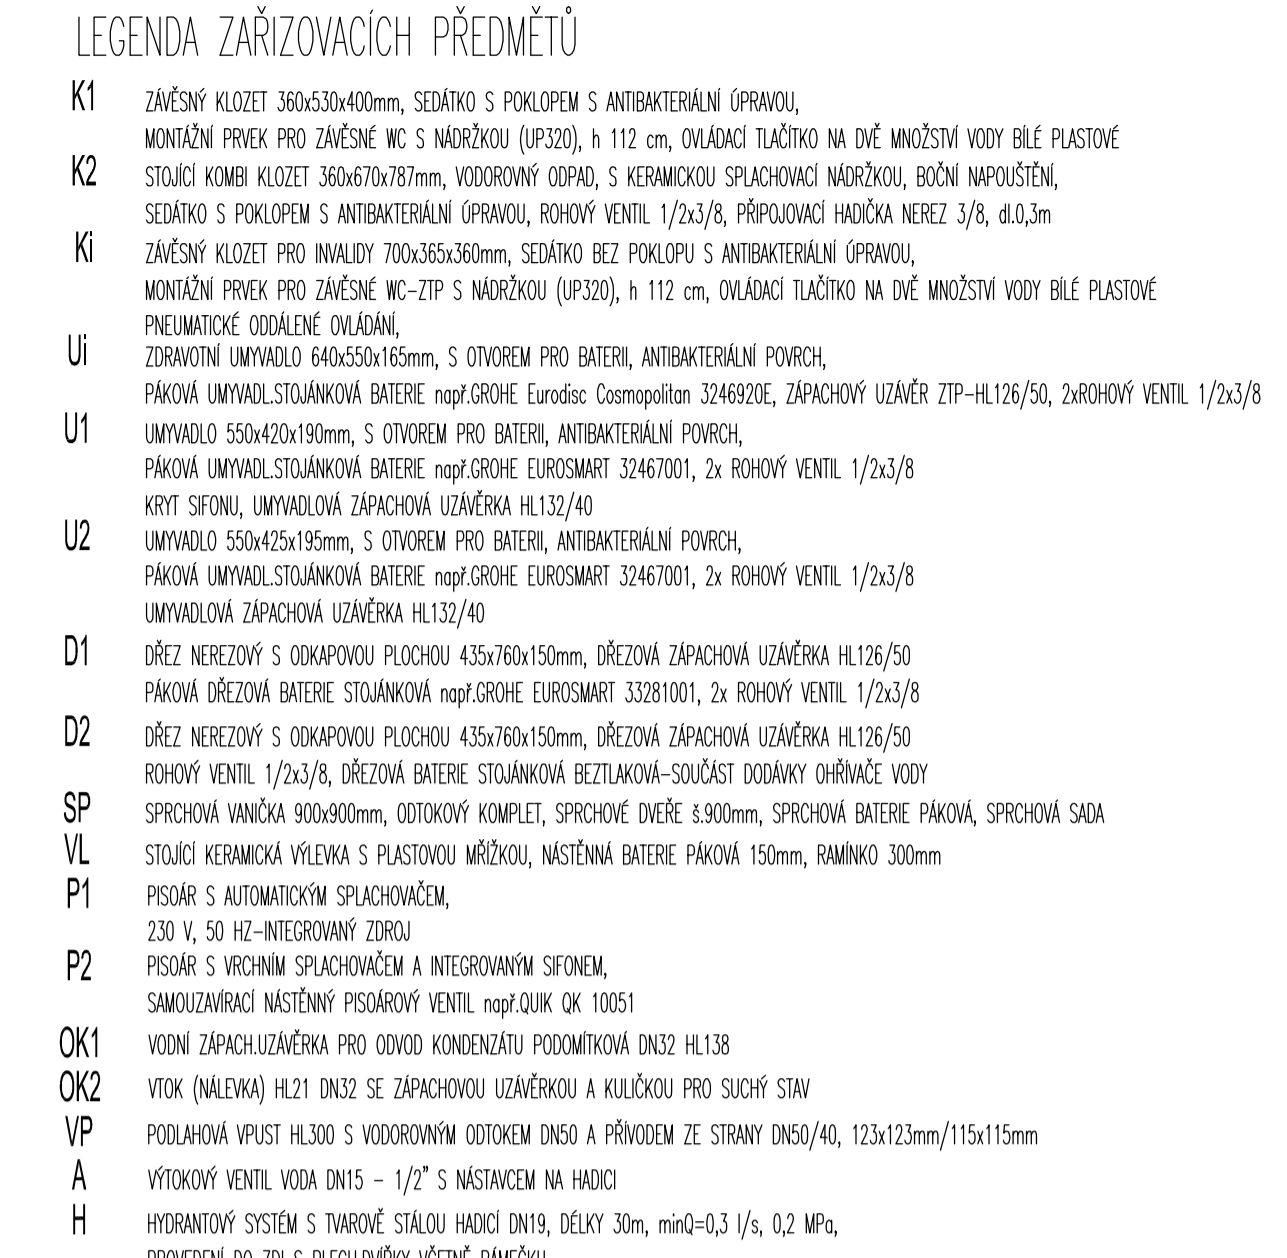 LEGENDA ZAŘIZOVACÍCH PŘEDMĚTŮ
K1 ZÁVĚSNÝ KLOZET 360x530x400mm, SEDÁTKO S POKLOPEM S ANTIBAKTERIÁLNÍ ÚPRAVOU,
MONTÁŽNÍ PRVEK PRO ZÁVĚSNÉ WC S NÁDRŽKOU (UP320), h 112 cm, OVLÁDACÍ TLAČÍTKO NA DVĚ MNOŽSTVÍ VODY BÍLÉ PLASTOVÉ
K2 STOJÍCÍ KOMBI KLOZET 360x670x787mm, VODOROVNÝ ODPAD, S KERAMICKOU SPLACHOVACÍ NÁDRŽKOU, BOČNÍ NAPOUŠTĚNÍ,
SEDÁTKO S POKLOPEM S ANTIBAKTERIÁLNÍ ÚPRAVOU, ROHOVÝ VENTIL 1/2x3/8, PŘIPOJOVACÍ HADIČKA NEREZ 3/8, dl.0,3m
Ki ZÁVĚSNÝ KLOZET PRO INVALIDY 700x365x360mm, SEDÁTKO BEZ POKLOPU S ANTIBAKTERIÁLNÍ ÚPRAVOU,
MONTÁŽNÍ PRVEK PRO ZÁVĚSNÉ WC-ZTP S NÁDRŽKOU (UP320), h 112 cm, OVLÁDACÍ TLAČÍTKO NA DVĚ MNOŽSTVÍ VODY BÍLÉ PLASTOVÉ
PNEUMATICKÉ ODDÁLENÉ OVLÁDÁNÍ,
Ui ZDRAVOTNÍ UMYVADLO 640x550x165mm, S OTVOREM PRO BATERII, ANTIBAKTERIÁLNÍ POVRCH,
PÁKOVÁ UMYVADL.STOJÁNKOVÁ BATERIE např.GROHE Eurodisc Cosmopolitan 3246920E, ZÁPACHOVÝ UZÁVĚR ZTP-HL126/50, 2xROHOVÝ VENTIL 1/2x3/8
U1 UMYVADLO 550x420x190mm, S OTVOREM PRO BATERII, ANTIBAKTERIÁLNÍ POVRCH,
PÁKOVÁ UMYVADL.STOJÁNKOVÁ BATERIE např.GROHE EUROSMART 32467001, 2x ROHOVÝ VENTIL 1/2x3/8
KRYT SIFONU, UMYVADLOVÁ ZÁPACHOVÁ UZÁVĚRKA HL132/40
U2 UMYVADLO 550x425x195mm, S OTVOREM PRO BATERII, ANTIBAKTERIÁLNÍ POVRCH,
PÁKOVÁ UMYVADL.STOJÁNKOVÁ BATERIE např.GROHE EUROSMART 32467001, 2x ROHOVÝ VENTIL 1/2x3/8
UMYVADLOVÁ ZÁPACHOVÁ UZÁVĚRKA HL132/40
D1 DŘEZ NEREZOVÝ S ODKAPOVOU PLOCHOU 435x760x150mm, DŘEZOVÁ ZÁPACHOVÁ UZÁVĚRKA HL126/50
PÁKOVÁ DŘEZOVÁ BATERIE STOJÁNKOVÁ např.GROHE EUROSMART 33281001, 2x ROHOVÝ VENTIL 1/2x3/8
D2 DŘEZ NEREZOVÝ S ODKAPOVOU PLOCHOU 435x760x150mm, DŘEZOVÁ ZÁPACHOVÁ UZÁVĚRKA HL126/50
ROHOVÝ VENTIL 1/2x3/8, DŘEZOVÁ BATERIE STOJÁNKOVÁ BEZTLAKOVÁ-SOUČÁST DODÁVKY OHŘÍVAČE VODY
SP SPRCHOVÁ VANIČKA 900x900mm, ODTOKOVÝ KOMPLET, SPRCHOVÉ DVEŘE š.900mm, SPRCHOVÁ BATERIE PÁKOVÁ, SPRCHOVÁ SADA
VL STOJÍCÍ KERAMICKÁ VÝLEVKA S PLASTOVOU MŘÍŽKOU, NÁSTĚNNÁ BATERIE PÁKOVÁ 150mm, RAMÍNKO 300mm
P1 PISOÁR S AUTOMATICKÝM SPLACHOVAČEM,
230 V, 50 HZ-INTEGROVANÝ ZDROJ
P2 PISOÁR S VRCHNÍM SPLACHOVAČEM A INTEGROVANÝM SIFONEM,
SAMOUZAVÍRACÍ NÁSTĚNNÝ PISOÁROVÝ VENTIL např.QUIK QK 10051
OK1 VODNÍ ZÁPACH.UZÁVĚRKA PRO ODVOD KONDENZÁTU PODOMÍTKOVÁ DN32 HL138
OK2 VTOK (NÁLEVKA) HL21 DN32 SE ZÁPACHOVOU UZÁVĚRKOU A KULIČKOU PRO SUCHÝ STAV
VP PODLAHOVÁ VPUST HL300 S VODOROVNÝM ODTOKEM DN50 A PŘÍVODEM ZE STRANY DN50/40, 123x123mm/115x115mm
A VÝTOKOVÝ VENTIL VODA DN15 - 1/2" S NÁSTAVCEM NA HADICI
H HYDRANTOVÝ SYSTÉM S TVAROVĚ STÁLOU HADICÍ DN19, DÉLKY 30m, minQ=0,3 l/s, 0,2 MPa,
PROVEDENÍ DO ZDI S PLECH.DVÍŘKY VČETNĚ RÁMEČKU